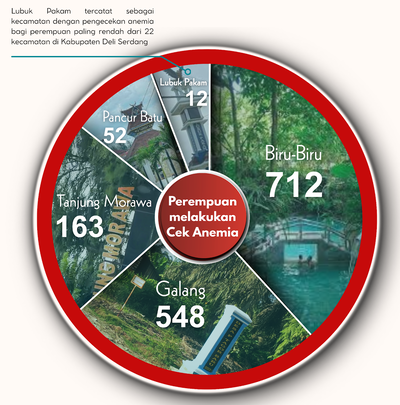 Lubuk Pakam tercatat sebagai
kecamatan dengan pengecekan anemia
bagi perempuan paling rendah dari 22
kecamatan di Kabupaten Deli Serdang
Lubuk Pakam
12
Pancur Batu
52
Biru-Biru
712
Tanjung Morawa
163
Perempuan
melakukan
Cek Anemia
Galang
548
MORAWA